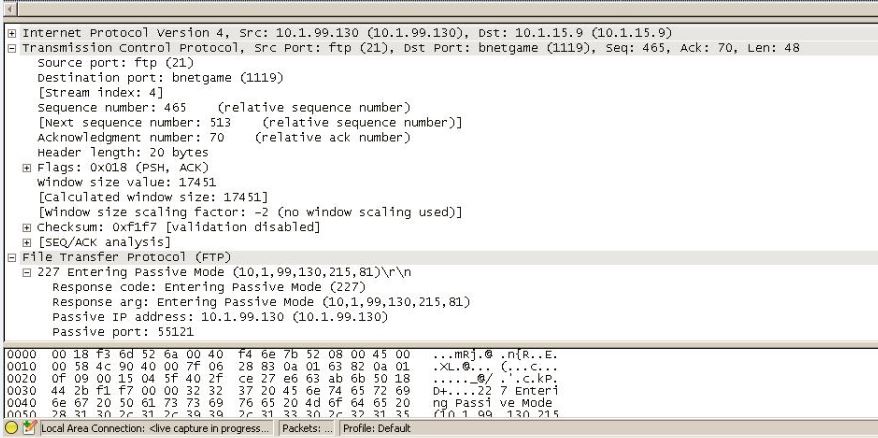 Internet Protocol Version 4, Src: 10.1.99.130 (10.1.99.130), Dst: 10.1.15.9 (10.1.15.9)
Transmission Control Protocol, Src Port: ftp (21), Dst Port: bnetgame (1119), Seq: 465, Ack: 70, Len: 48
Source port: ftp (21)
Destination port: bnetgame (1119)
[Stream index: 4]
Sequence number: 465    (relative sequence number)
[Next sequence number: 513    (relative sequence number)]
Acknowledgment number: 70    (relative ack number)
Header length: 20 bytes
Flags: 0x018 (PSH, ACK)
Window size value: 17451
[Calculated window size: 17451]
[Window size scaling factor: -2 (no window scaling used)]
Checksum: 0xf1f7 [validation disabled]
[SEQ/ACK analysis]
File Transfer Protocol (FTP)
227 Entering Passive Mode (10,1,99,130,215,81)\r\n
Response code: Entering Passive Mode (227)
Response arg: Entering Passive Mode (10,1,99,130,215,81)
Passive IP address: 10.1.99.130 (10.1.99.130)
Passive port: 55121
0000  00 18 f3 6d 52 6a 00 40  f4 6e 7b 52 08 00 45 00   ...mRj.@ .n{R..E.
0010  00 58 4c 90 40 00 7f 06  28 83 0a 01 63 82 0a 01   .XL.@... (...c...
0020  0f 09 00 15 04 5f 40 2f  ce 27 e6 63 ab 6b 50 18   ....._@/ .'.c.kP.
0030  44 2b f1 f7 00 00 32 32  37 20 45 6e 74 65 72 69   D+....22 7 Enteri
0040  6e 67 20 50 61 73 73 69  76 65 20 4d 6f 64 65 20   ng Passi ve Mode
0050  28 31 30 2c 31 2c 39 39  2c 31 33 30 2c 32 31 35   (10,1,99 ,130,215
Local Area Connection: <live capture in progress... Packets: ... Profile: Default